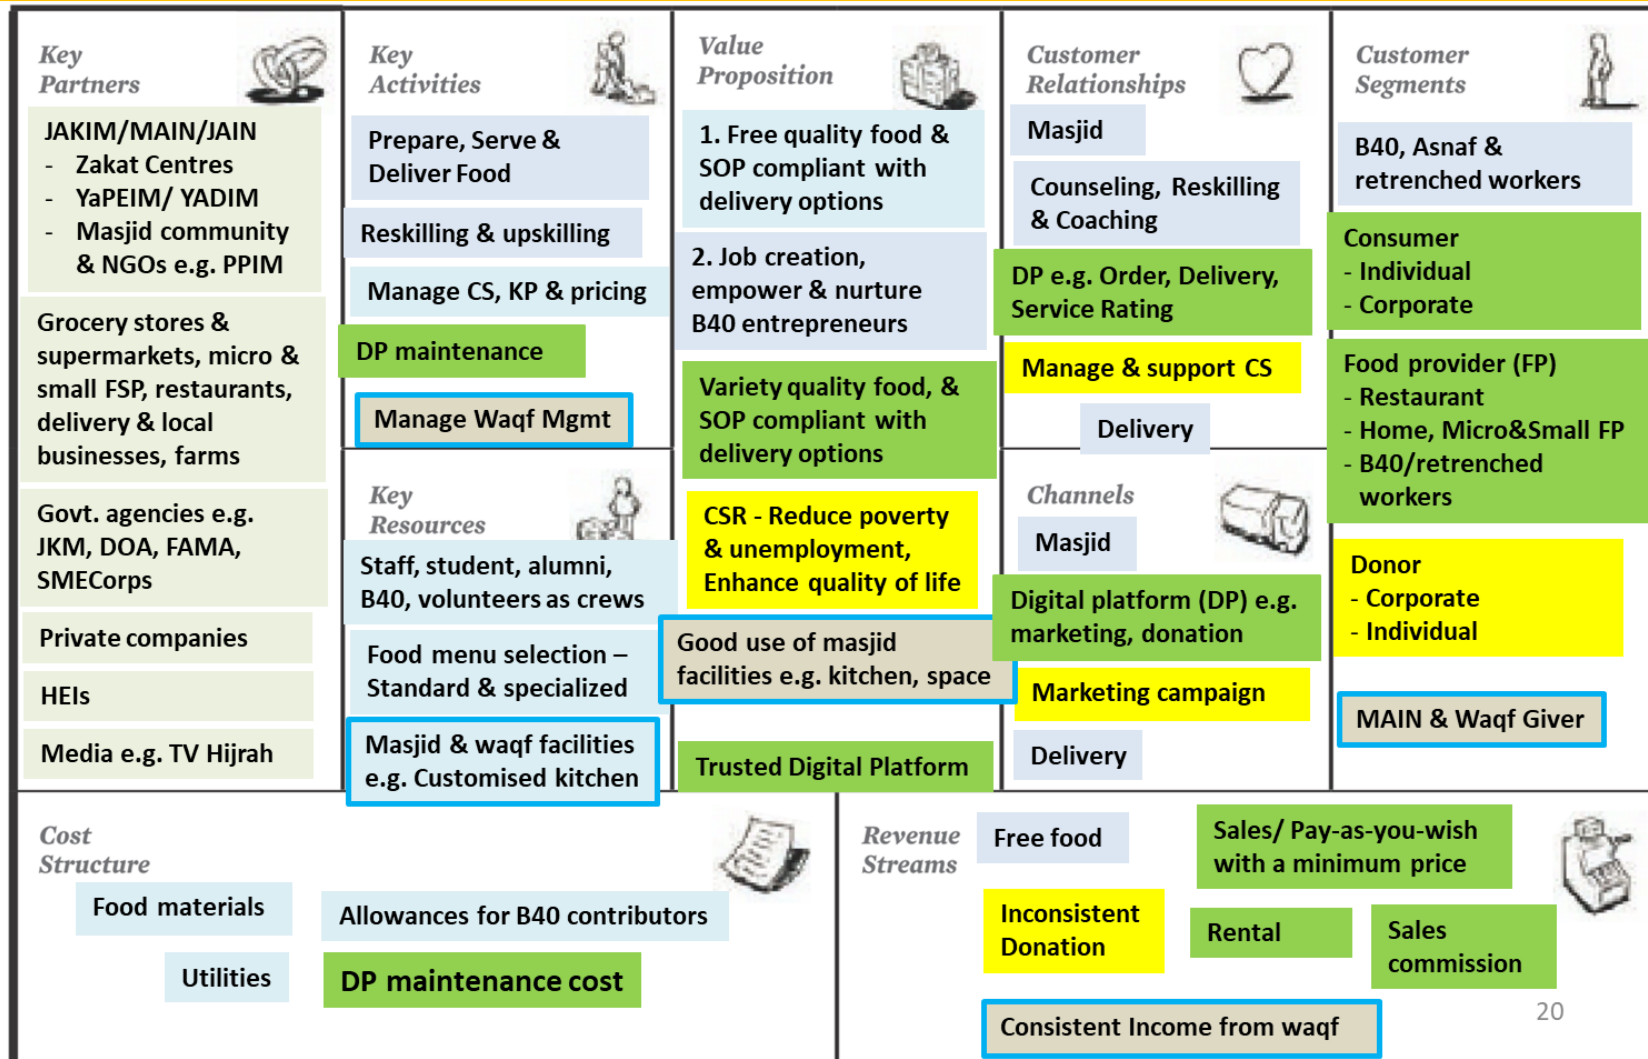 Key
Partners
JAKIM/MAIN/JAIN
- Zakat Centres
- YaPEIM/ YADIM
- Masjid community
& NGOs e.g. PPIM
Grocery stores &
supermarkets, micro &
small FSP, restaurants,
delivery & local
businesses, farms
Govt. agencies e.g.
JKM, DOA, FAMA,
SMECorps
Private companies
HEIs
Media e.g. TV Hijrah
Key
Activities
Prepare, Serve &
Deliver Food
Reskilling & upskilling
Manage CS, KP & pricing
DP maintenance
Manage Waqf Mgmt
Key
Resources
Staff, student, alumni,
B40, volunteers as crews
Food menu selection –
Standard & specialized
Masjid & waqf facilities
e.g. Customised kitchen
Value
Proposition
1. Free quality food &
SOP compliant with
delivery options
2. Job creation,
empower & nurture
B40 entrepreneurs
Variety quality food, &
SOP compliant with
delivery options
CSR - Reduce poverty
& unemployment,
Enhance quality of life
Good use of masjid
facilities e.g. kitchen, space
Trusted Digital Platform
Customer
Relationships
Masjid
Counseling, Reskilling
& Coaching
DP e.g. Order, Delivery,
Service Rating
Manage & support CS
Delivery
Channels
Masjid
Digital platform (DP) e.g.
marketing, donation
Marketing campaign
Delivery
Customer
Segments
B40, Asnaf &
retrenched workers
Consumer
- Individual
- Corporate
Food provider (FP)
- Restaurant
- Home, Micro&Small FP
- B40/retrenched
workers
Donor
- Corporate
- Individual
MAIN & Waqf Giver
Cost
Structure
Food materials
Allowances for B40 contributors
Utilities
DP maintenance cost
Revenue
Streams
Free food
Sales/ Pay-as-you-wish
with a minimum price
Inconsistent
Donation
Rental
Sales
commission
Consistent Income from waqf
20